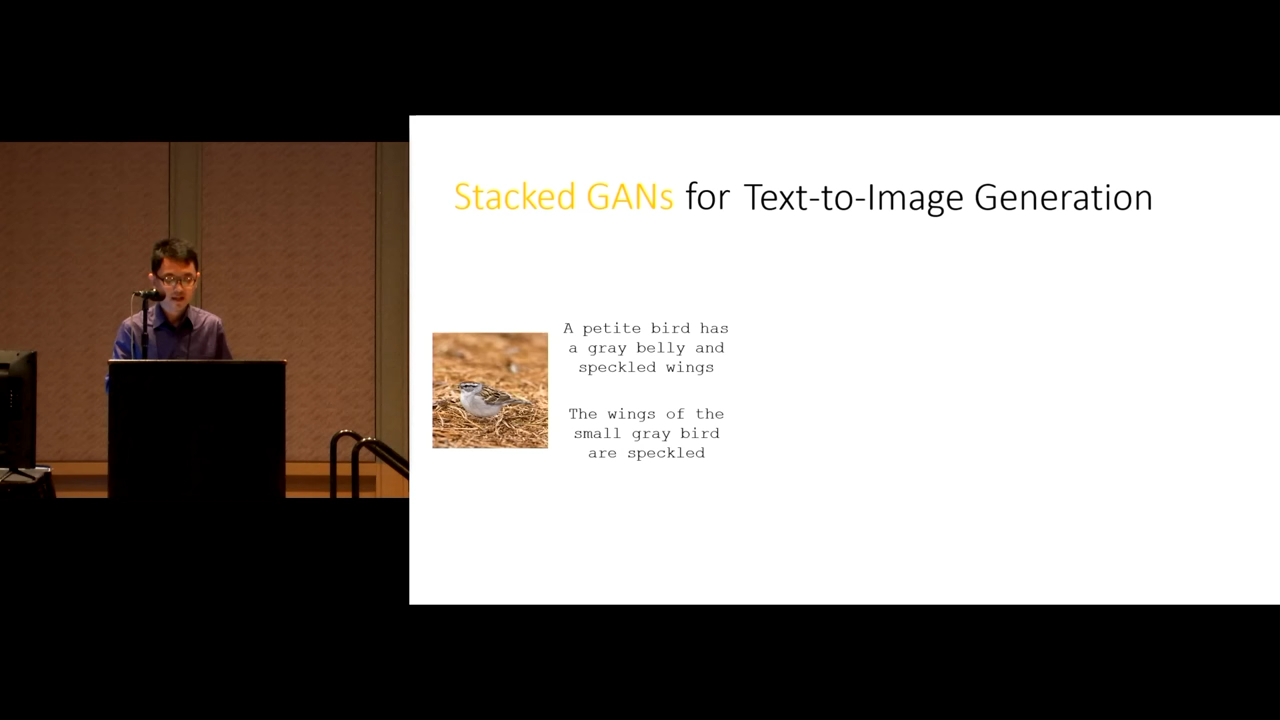 Stacked GANs for Text-to-Image Generation
A petite bird has
a gray belly and
speckled wings
The wings of the
small gray bird
are speckled